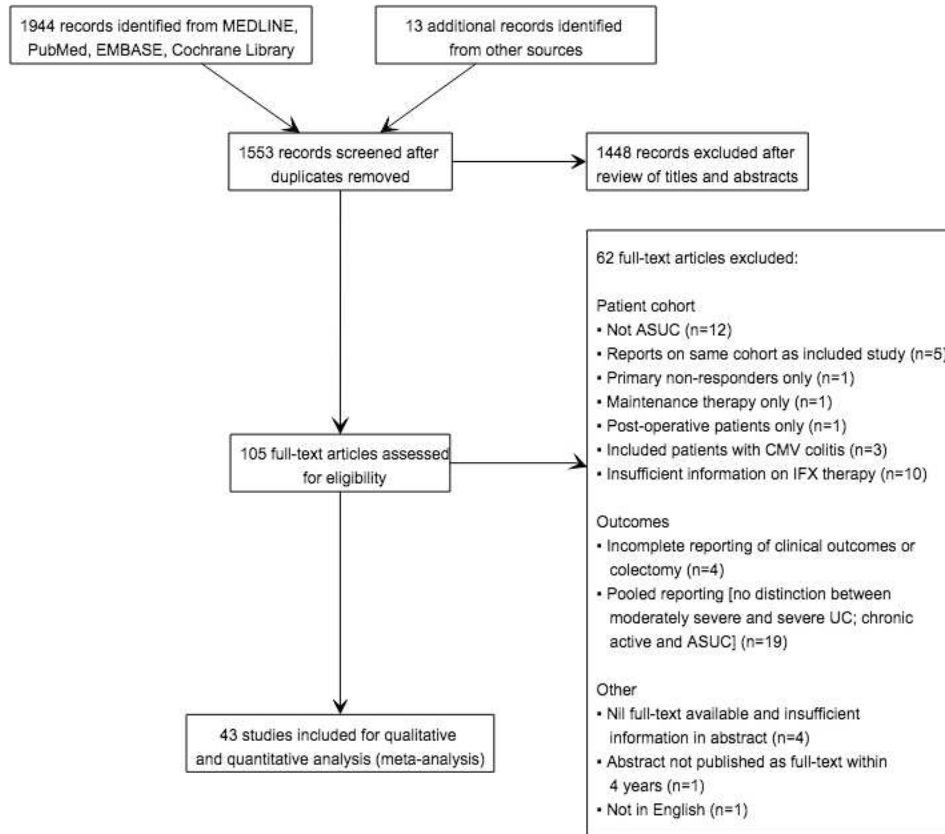 1944 records identified from MEDLINE,
PubMed, EMBASE, Cochrane Library
13 additional records identified
from other sources
1553 records screened after
duplicates removed
1448 records excluded after
review of titles and abstracts
62 full-text articles excluded:
Patient cohort
▪ Not ASUC (n=12)
▪ Reports on same cohort as included study (n=5)
▪ Primary non-responders only (n=1)
▪ Maintenance therapy only (n=1)
▪ Post-operative patients only (n=1)
▪ Included patients with CMV colitis (n=3)
▪ Insufficient information on IFX therapy (n=10)
Outcomes
▪ Incomplete reporting of clinical outcomes or
colectomy (n=4)
▪ Pooled reporting [no distinction between
moderately severe and severe UC; chronic
active and ASUC] (n=19)
Other
▪ Nil full-text available and insufficient
information in abstract (n=4)
▪ Abstract not published as full-text within
4 years (n=1)
▪ Not in English (n=1)
105 full-text articles assessed
for eligibility
43 studies included for qualitative
and quantitative analysis (meta-analysis)